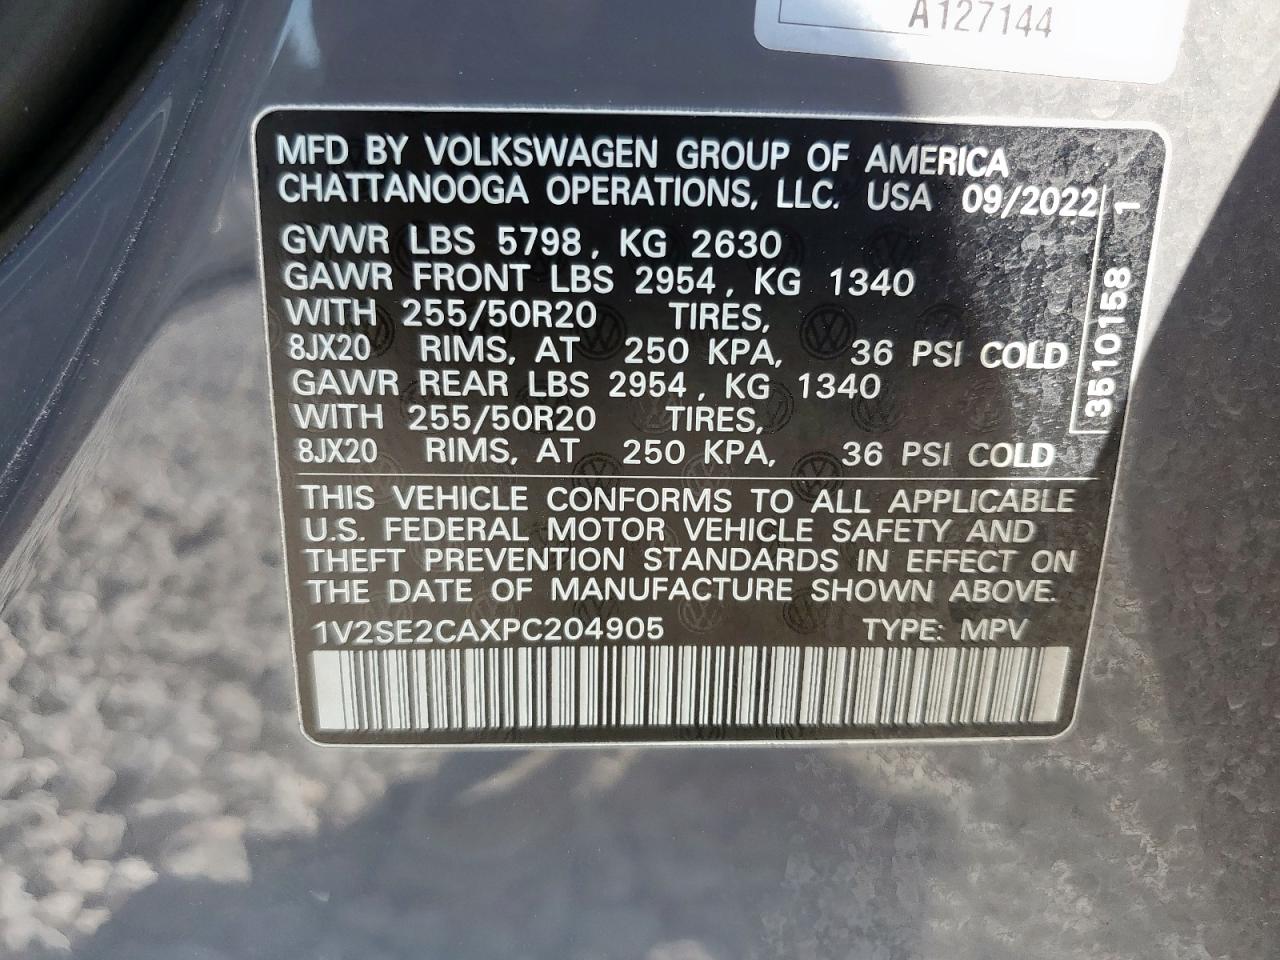 A127144
MFD BY VOLKSWAGEN GROUP OF AMERICA
CHATTANOOGA OPERATIONS, LLC. USA 09/2022
GVWR LBS 5798, KG 2630
GAWR FRONT LBS 2954, KG 1340
WITH 255/50R20 TIRES,
8JX20 RIMS, AT 250 KPA, 36 PSI COLD
GAWR REAR LBS 2954, KG 1340
WITH 255/50R20 TIRES,
8JX20 RIMS, AT 250 KPA, 36 PSI COLD
3610158 1
THIS VEHICLE CONFORMS TO ALL APPLICABLE
U.S. FEDERAL MOTOR VEHICLE SAFETY AND
THEFT PREVENTION STANDARDS IN EFFECT ON
THE DATE OF MANUFACTURE SHOWN ABOVE.
1V2SE2CAXPC204905 TYPE: MPV